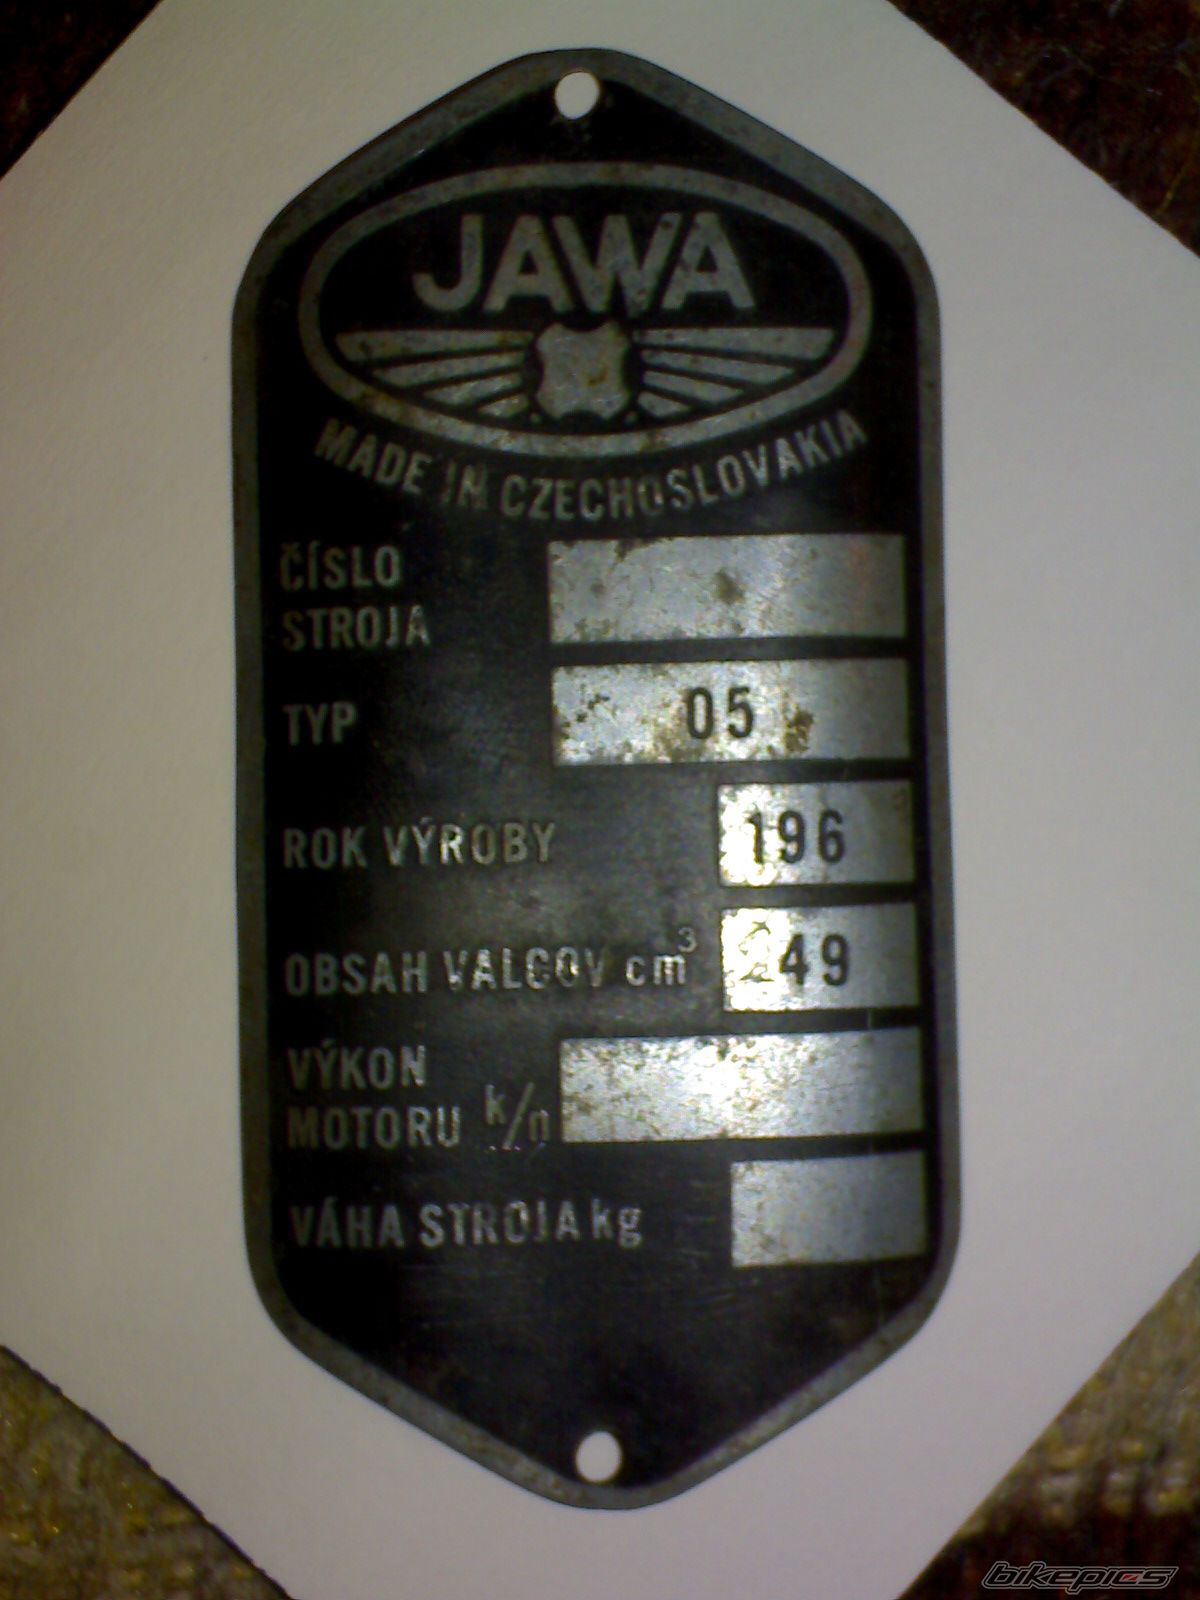 JAWA
MADE IN CZECHOSLOVAKIA
ČÍSLO
STROJA
TYP 05
ROK VÝROBY 196
OBSAH VALCOV cm³ 249
VÝKON
MOTORU k/n
VÁHA STROJA kg
bikepics